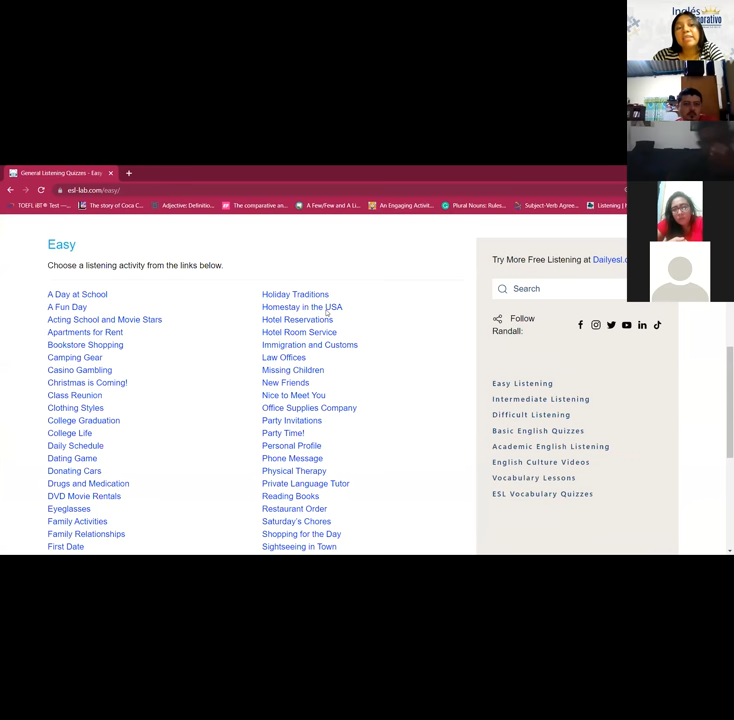 Inglés
orporativo
General Listening Quizzes - Easy
esl-lab.com/easy/
TOEFL iBT ® Test —...
The story of Coca C...
Adjective: Definitio...
The comparative an...
A Few/Few and A Li...
An Engaging Activit...
Plural Nouns: Rules...
Subject-Verb Agree...
Listening |
Easy
Choose a listening activity from the links below.
A Day at School
A Fun Day
Acting School and Movie Stars
Apartments for Rent
Bookstore Shopping
Camping Gear
Casino Gambling
Christmas is Coming!
Class Reunion
Clothing Styles
College Graduation
College Life
Daily Schedule
Dating Game
Donating Cars
Drugs and Medication
DVD Movie Rentals
Eyeglasses
Family Activities
Family Relationships
First Date
Holiday Traditions
Homestay in the USA
Hotel Reservations
Hotel Room Service
Immigration and Customs
Law Offices
Missing Children
New Friends
Nice to Meet You
Office Supplies Company
Party Invitations
Party Time!
Personal Profile
Phone Message
Physical Therapy
Private Language Tutor
Reading Books
Restaurant Order
Saturday's Chores
Shopping for the Day
Sightseeing in Town
Try More Free Listening at Dailyesl.c
Search
Follow
Randall:
Easy Listening
Intermediate Listening
Difficult Listening
Basic English Quizzes
Academic English Listening
English Culture Videos
Vocabulary Lessons
ESL Vocabulary Quizzes